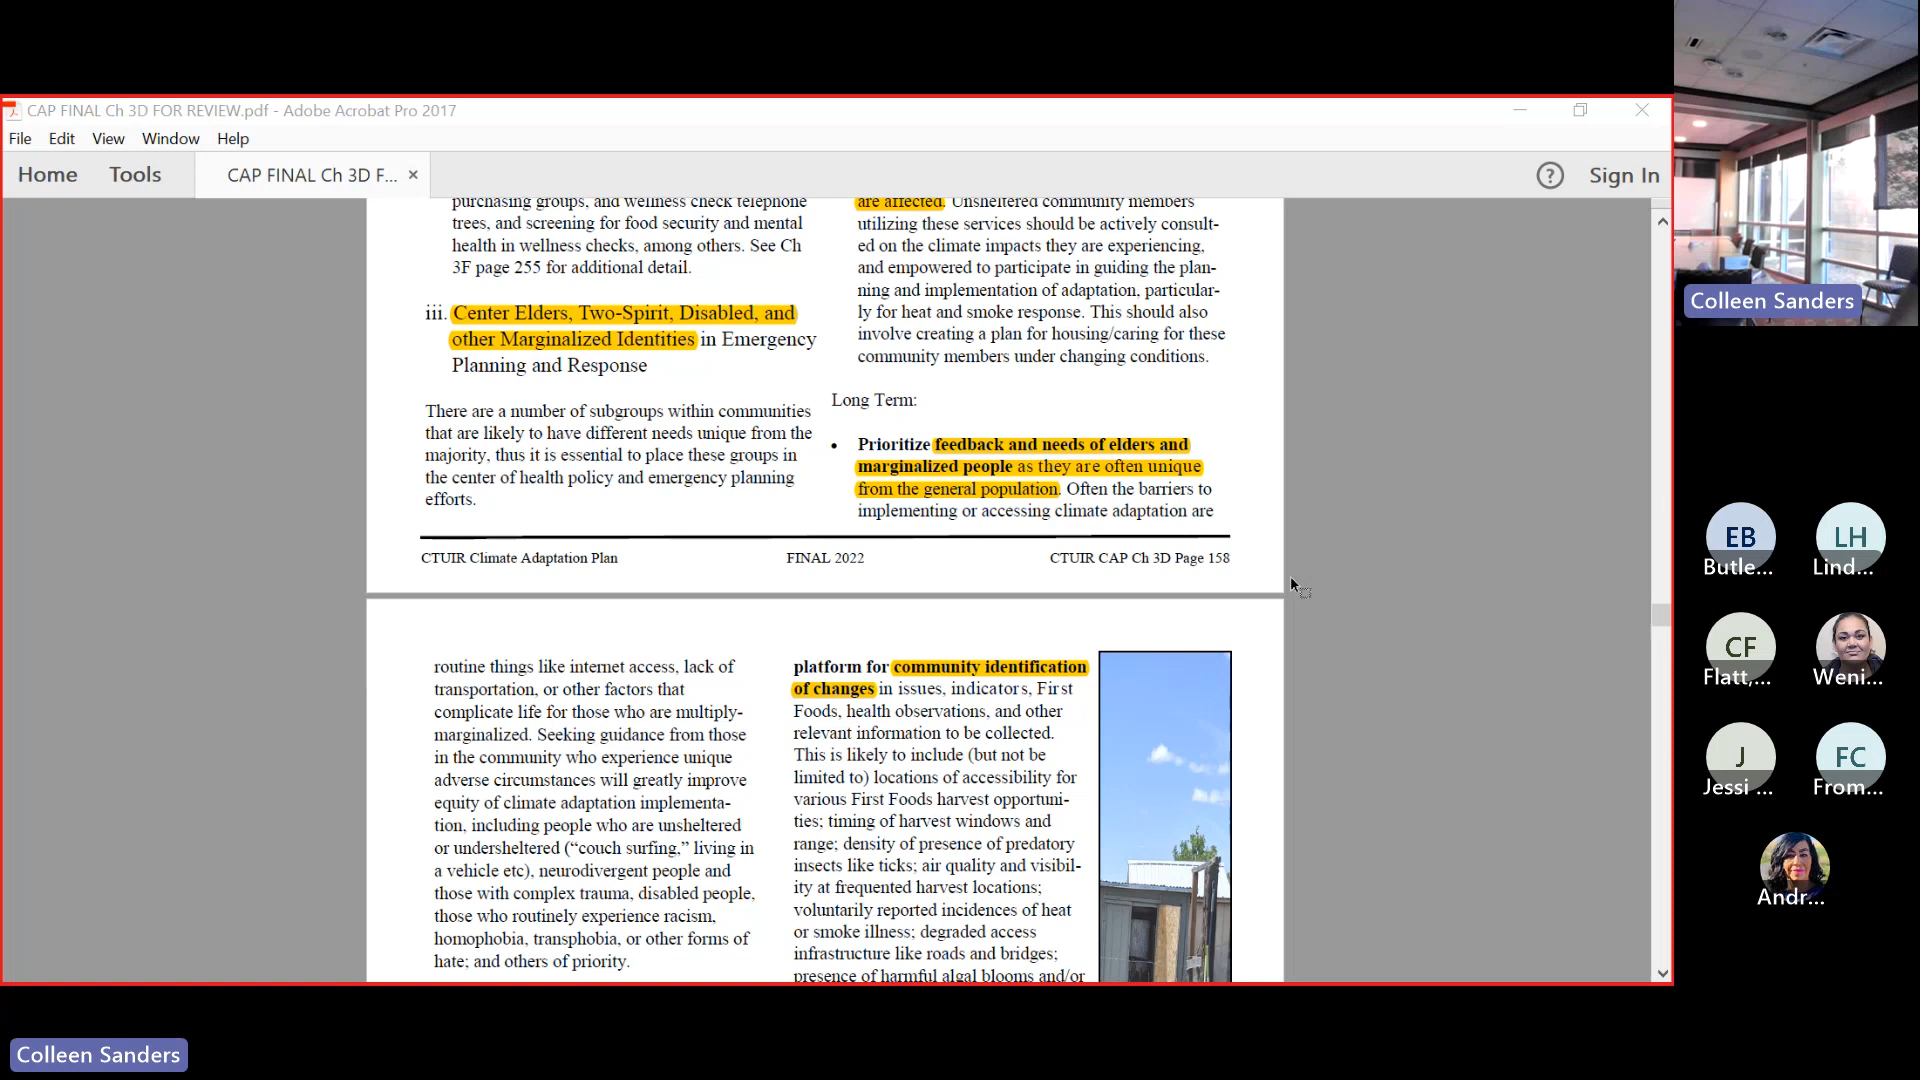 CAP FINAL Ch 3D FOR REVIEW.pdf - Adobe Acrobat Pro 2017
File Edit View Window Help
Home Tools CAP FINAL Ch 3D F... × ? Sign In
purchasing groups, and wellness check telephone
trees, and screening for food security and mental
health in wellness checks, among others. See Ch
3F page 255 for additional detail.
iii. Center Elders, Two-Spirit, Disabled, and
other Marginalized Identities in Emergency
Planning and Response
There are a number of subgroups within communities
that are likely to have different needs unique from the
majority, thus it is essential to place these groups in
the center of health policy and emergency planning
efforts.
are affected. Unsheltered community members
utilizing these services should be actively consult-
ed on the climate impacts they are experiencing,
and empowered to participate in guiding the plan-
ning and implementation of adaptation, particular-
ly for heat and smoke response. This should also
involve creating a plan for housing/caring for these
community members under changing conditions.
Long Term:
• Prioritize feedback and needs of elders and
marginalized people as they are often unique
from the general population. Often the barriers to
implementing or accessing climate adaptation are
CTUIR Climate Adaptation Plan FINAL 2022 CTUIR CAP Ch 3D Page 158
routine things like internet access, lack of
transportation, or other factors that
complicate life for those who are multiply-
marginalized. Seeking guidance from those
in the community who experience unique
adverse circumstances will greatly improve
equity of climate adaptation implementa-
tion, including people who are unsheltered
or undersheltered (“couch surfing,” living in
a vehicle etc), neurodivergent people and
those with complex trauma, disabled people,
those who routinely experience racism,
homophobia, transphobia, or other forms of
hate; and others of priority.
platform for community identification
of changes in issues, indicators, First
Foods, health observations, and other
relevant information to be collected.
This is likely to include (but not be
limited to) locations of accessibility for
various First Foods harvest opportuni-
ties; timing of harvest windows and
range; density of presence of predatory
insects like ticks; air quality and visibil-
ity at frequented harvest locations;
voluntarily reported incidences of heat
or smoke illness; degraded access
infrastructure like roads and bridges;
presence of harmful algal blooms and/or
Colleen Sanders
EB LH
Butle... Lind...
CF
Flatt,... Weni...
J FC
Jessi ... From...
Andr...
Colleen Sanders